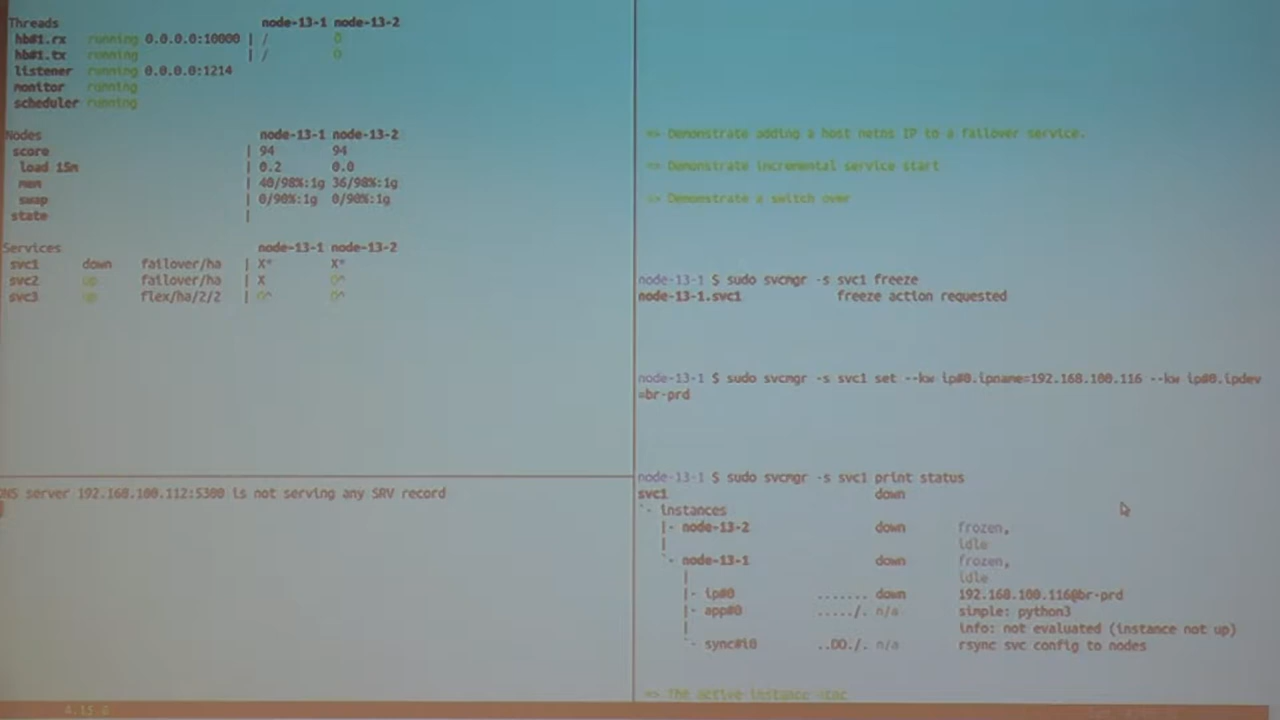 Threads node-13-1 node-13-2
hb#1.rx running 0.0.0.0:10000 | / O
hb#1.tx running | / O
listener running 0.0.0.0:1214
monitor running
scheduler running
Nodes node-13-1 node-13-2
score | 94 94
load 15m | 0.2 0.0
mem | 40/98%:1g 36/98%:1g
swap | 0/90%:1g 0/90%:1g
state |
Services node-13-1 node-13-2
svc1 down failover/ha | X* X*
svc2 up failover/ha | X O^
svc3 up flex/ha/2/2 | O^ O^
DNS server 192.168.100.112:5300 is not serving any SRV record
4.15.0
=> Demonstrate adding a host netns IP to a failover service.
=> Demonstrate incremental service start
=> Demonstrate a switch over
node-13-1 $ sudo svcmgr -s svc1 freeze
node-13-1.svc1 freeze action requested
node-13-1 $ sudo svcmgr -s svc1 set --kw ip#0.ipname=192.168.100.116 --kw ip#0.ipdev
=br-prd
node-13-1 $ sudo svcmgr -s svc1 print status
svc1 down
`- instances
|- node-13-2 down frozen,
| idle
`- node-13-1 down frozen,
| idle
|- ip#0 ....... down 192.168.100.116@br-prd
|- app#0 ...../. n/a simple: python3
| info: not evaluated (instance not up)
`- sync#i0 ..DO./. n/a rsync svc config to nodes
=> The active instance